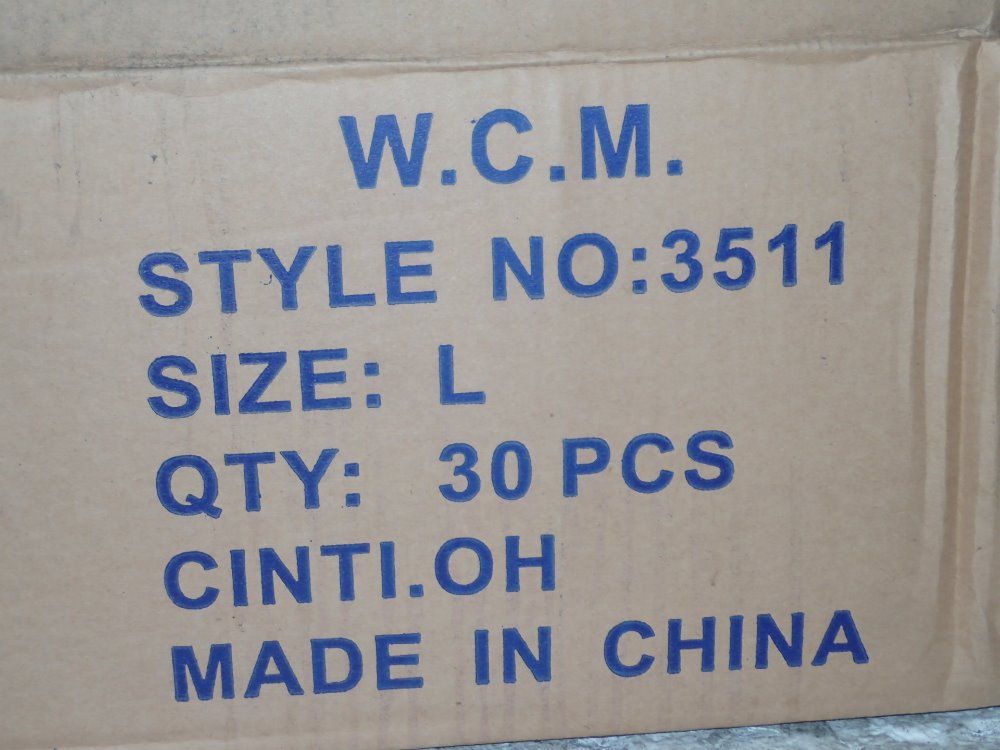 W.C.M.
STYLE NO:3511
SIZE: L
QTY: 30 PCS
CINTI.OH
MADE IN CHINA